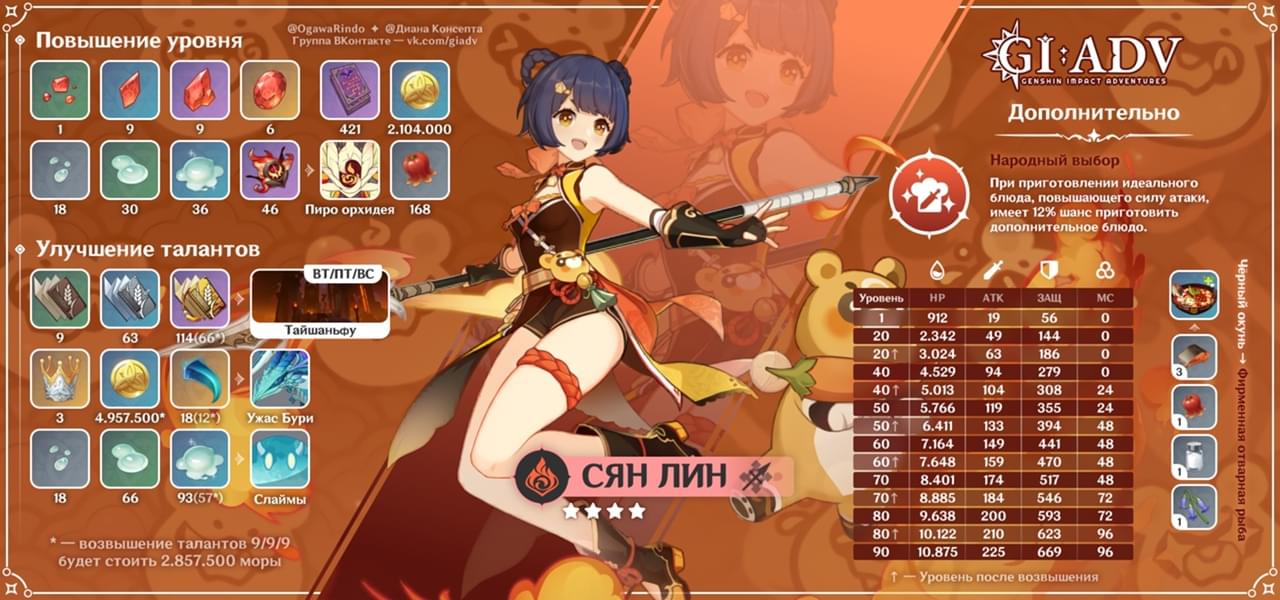 @OgawaRindo ✦ @Диана Консепта
Группа ВКонтакте — vk.com/giadv
Повышение уровня
1 9 9 6 421 2.104.000
18 30 36 46 Пиро орхидея 168
Улучшение талантов
ВТ/ПТ/ВС
Тайшаньфу
9 63 114(66*)
3 4.957.500* 18(12*) Ужас Бури
18 66 93(57*) Слаймы
* — возвышение талантов 9/9/9
будет стоить 2.857.500 моры
СЯН ЛИН
GI:ADV
GENSHIN IMPACT ADVENTURES
Дополнительно
Народный выбор
При приготовлении идеального
блюда, повышающего силу атаки,
имеет 12% шанс приготовить
дополнительное блюдо.
Уровень HP АТК ЗАЩ МС
1 912 19 56 0
20 2.342 49 144 0
20↑ 3.024 63 186 0
40 4.529 94 279 0
40↑ 5.013 104 308 24
50 5.766 119 355 24
50↑ 6.411 133 394 48
60 7.164 149 441 48
60↑ 7.648 159 470 48
70 8.401 174 517 48
70↑ 8.885 184 546 72
80 9.638 200 593 72
80↑ 10.122 210 623 96
90 10.875 225 669 96
↑ — Уровень после возвышения
3
1
1
1
Чёрный окунь → Фирменная отварная рыба